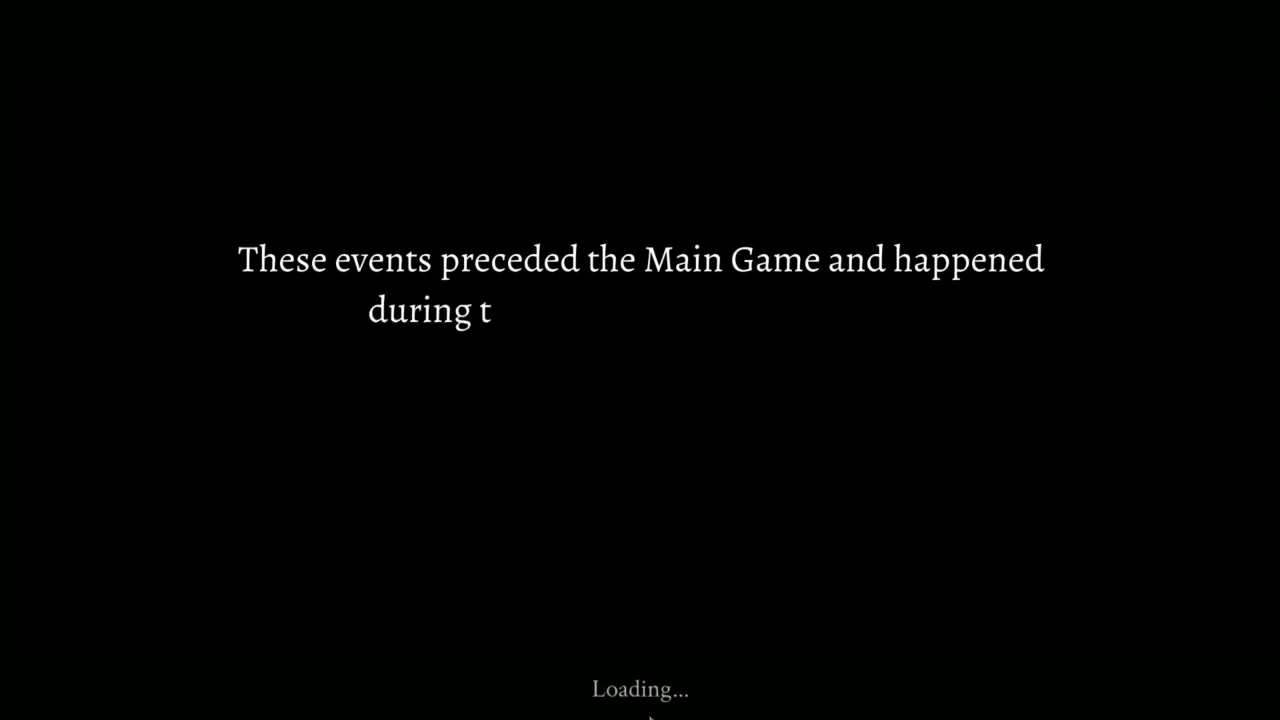 These events preceded the Main Game and happened
during t
Loading...